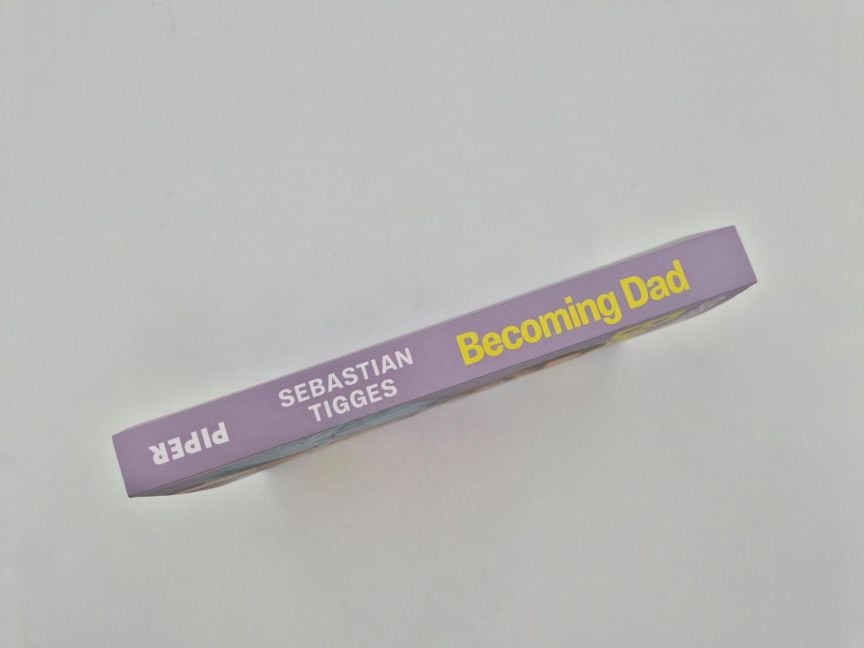 PIPER
SEBASTIAN
TIGGES
Becoming Dad